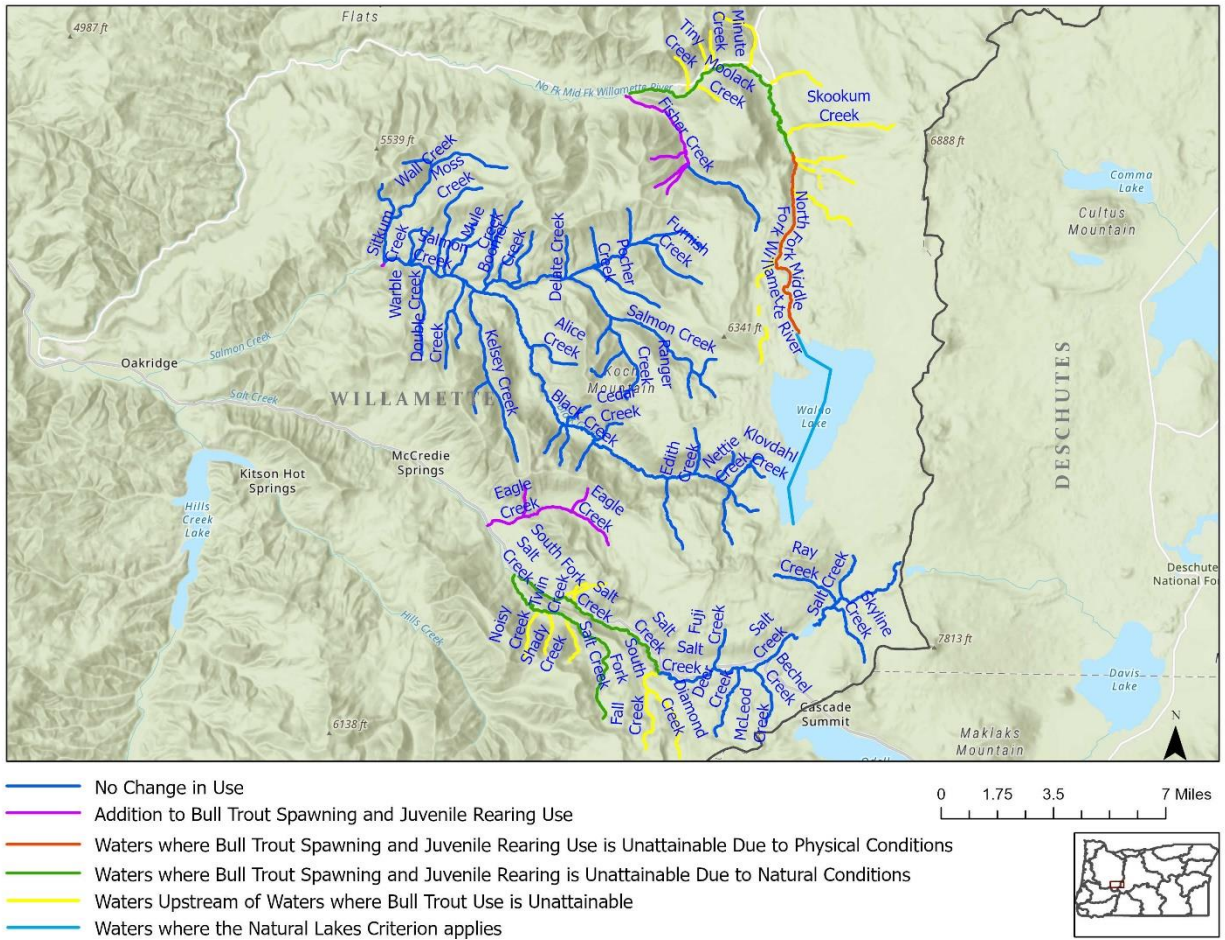 Flats
4987 ft
Tiny
Creek
Minute
Creek
Moolack
Creek
No Fk Mid Fk Willamette River
Skookum
Creek
Fisher Creek
5539 ft
6888 ft
Wall Creek
Moss
Creek
Comma
Lake
Cultus
Mountain
Sitkum
Creek
Salmon
Creek
Mule
Creek
Boomer
Creek
Delate Creek
Pocher
Creek
Furnish
Creek
North
Fork Middle
Fork Willamette River
Warble
Creek
Double Creek
Salmon Creek
Oakridge
Salmon Creek
Kelsey Creek
Alice
Creek
Ranger
Creek
6341 ft
Koch
Mountain
Cedar
Creek
Waldo
Lake
WILLAMETTE
DESCHUTES
Salt Creek
Black Creek
McCredie
Springs
Kitson Hot
Springs
Edith
Creek
Nettie
Creek
Klovdahl
Creek
Hills
Creek
Lake
Eagle
Creek
Eagle
Creek
South Fork
Salt
Creek
Salt
Creek
Twin
Creek
Ray
Creek
Salt Creek
Skyline
Creek
Deschute
National Fo
Hills Creek
Noisy
Creek
Shady
Creek
Salt Creek
South
Fork
Salt
Creek
Fuji
Creek
Salt
Creek
Salt
Creek
7813 ft
Deer
Creek
Bechel
Creek
Diamond
Creek
McLeod
Creek
Fall
Creek
Davis
Lake
Cascade
Summit
6138 ft
Maklaks
Mountain
N
No Change in Use
Addition to Bull Trout Spawning and Juvenile Rearing Use
Waters where Bull Trout Spawning and Juvenile Rearing Use is Unattainable Due to Physical Conditions
Waters where Bull Trout Spawning and Juvenile Rearing is Unattainable Due to Natural Conditions
Waters Upstream of Waters where Bull Trout Use is Unattainable
Waters where the Natural Lakes Criterion applies
0 1.75 3.5 7 Miles